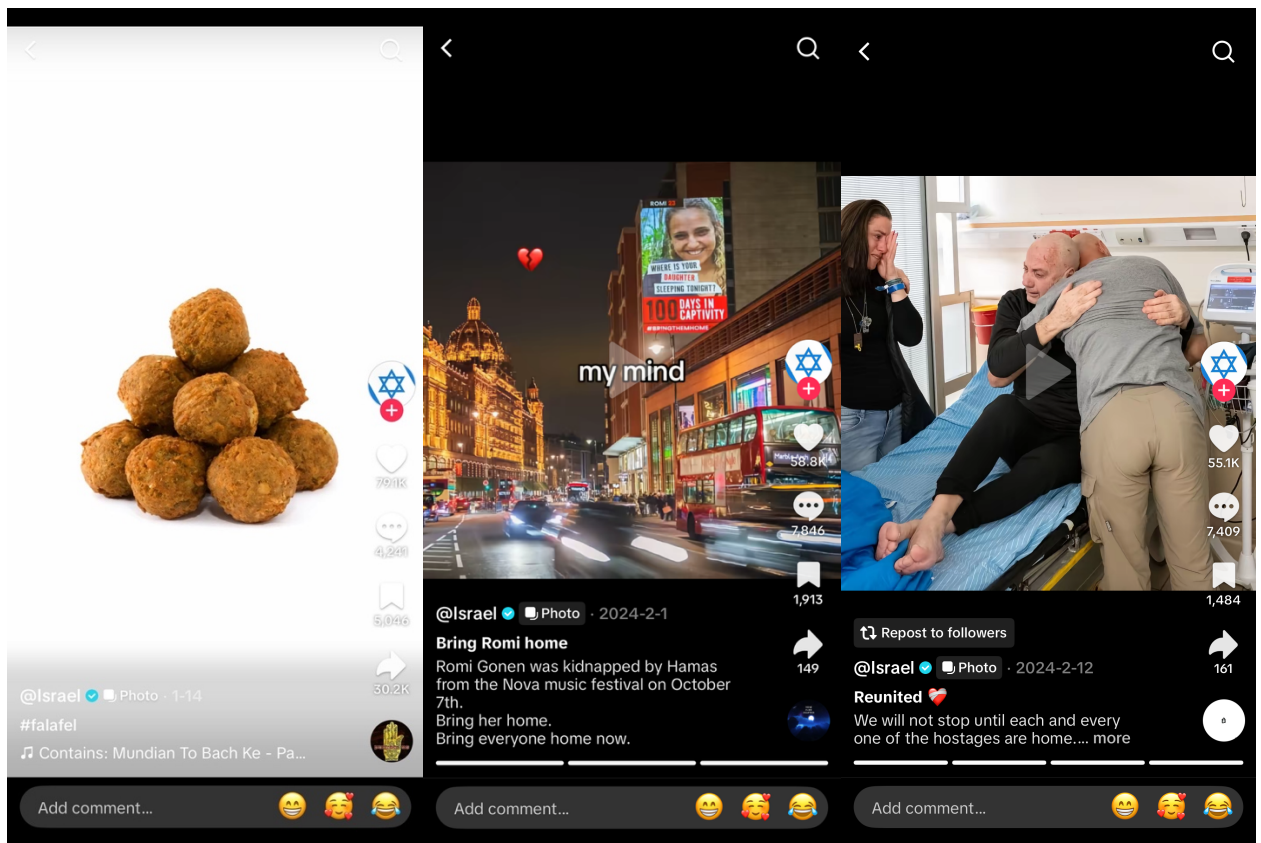 79.1K
4,241
5,046
30.2K
@Israel Photo · 1-14
#falafel
Contains: Mundian To Bach Ke - Pa...
Add comment...
ROMI 23
WHERE IS YOUR
DAUGHTER
SLEEPING TONIGHT?
100 DAYS IN
CAPTIVITY
#BRINGTHEMHOME
my mind
58.8K
7,846
1,913
149
@Israel Photo · 2024-2-1
Bring Romi home
Romi Gonen was kidnapped by Hamas
from the Nova music festival on October
7th.
Bring her home.
Bring everyone home now.
Add comment...
55.1K
7,409
1,484
161
Repost to followers
@Israel Photo · 2024-2-12
Reunited
We will not stop until each and every
one of the hostages are home.... more
Add comment...